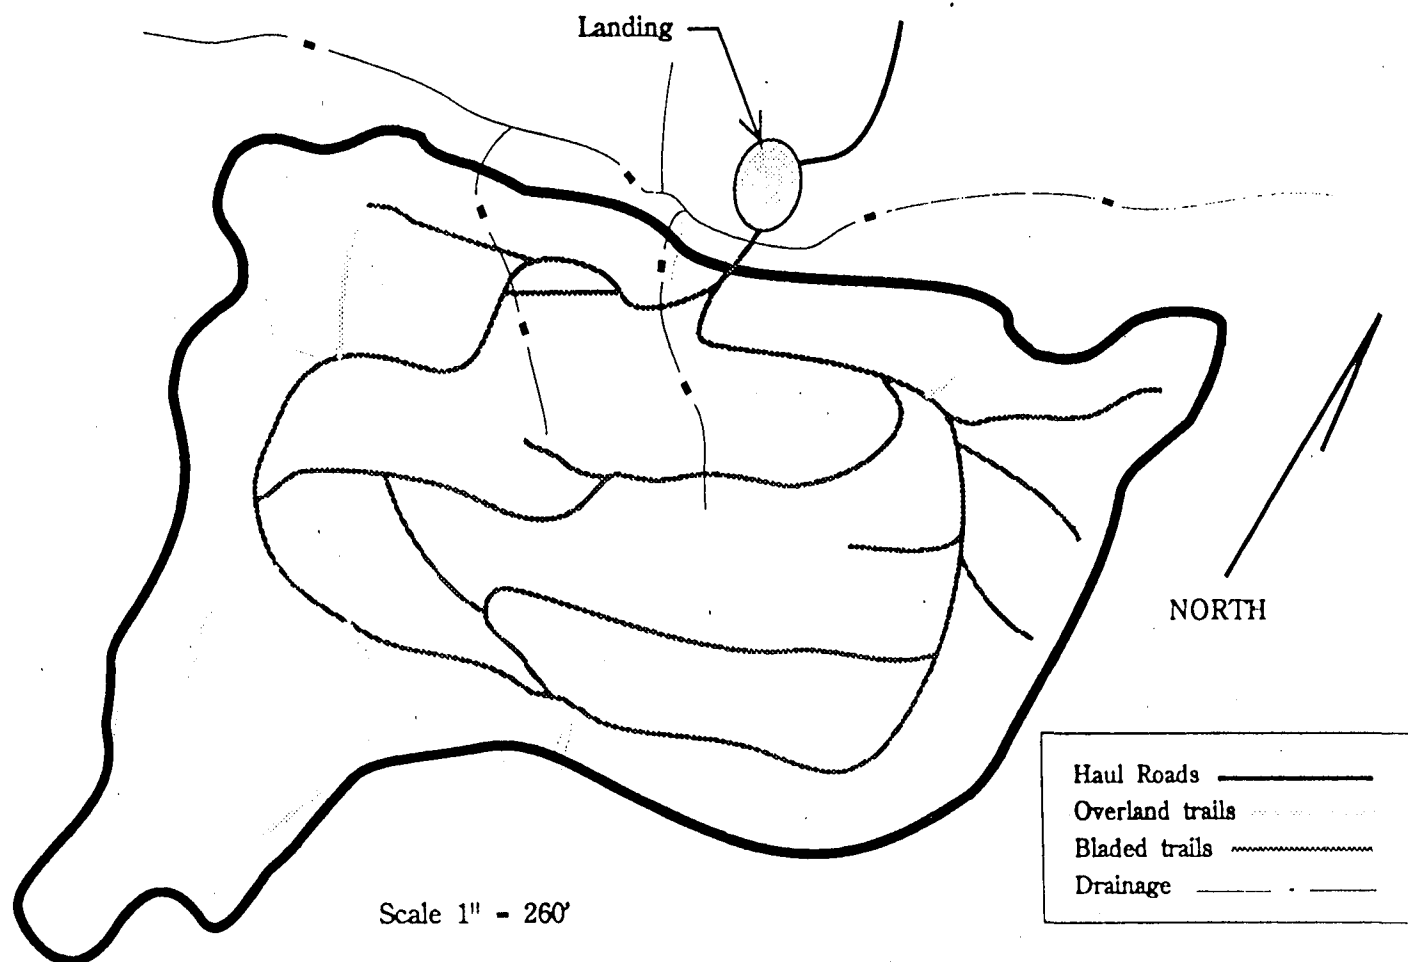 Landing
NORTH
Haul Roads
Overland trails
Bladed trails
Drainage
Scale 1" - 260'